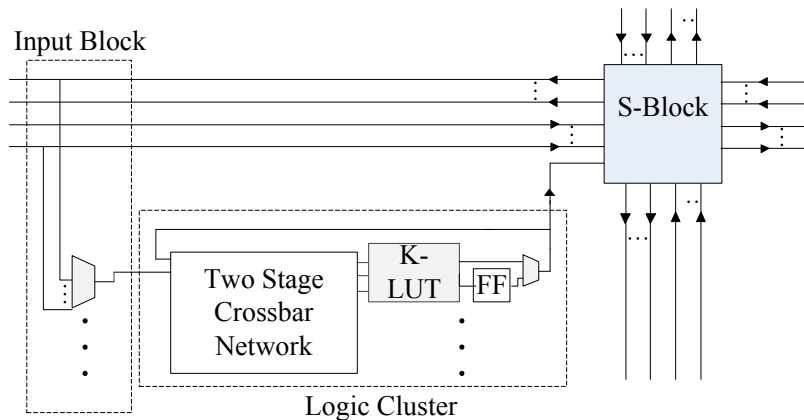 Input Block
S-Block
Two Stage
Crossbar
Network
K-
LUT
FF
Logic Cluster